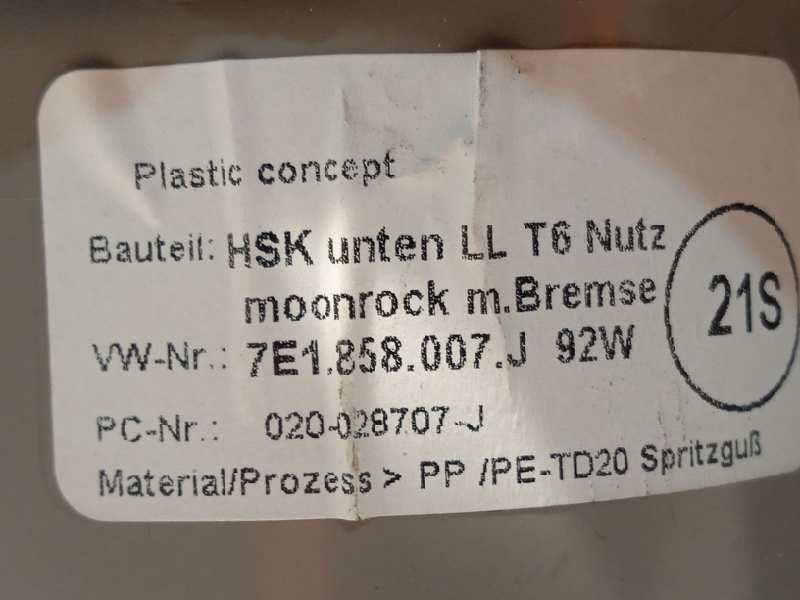 Plastic concept
Bauteil: HSK unten LL T6 Nutz
moonrock m.Bremse
21S
VW-Nr.: 7E1.858.007.J 92W
PC-Nr.: 020-028707-J
Material/Prozess > PP /PE-TD20 Spritzguß